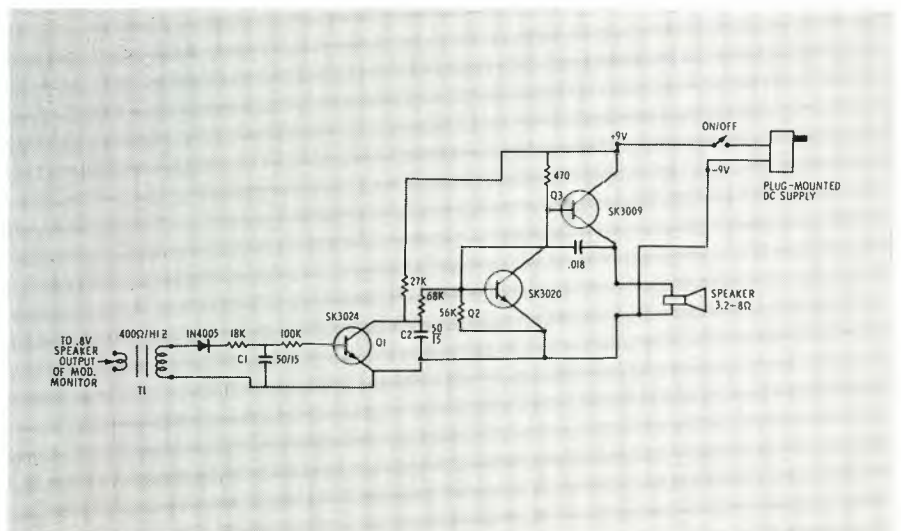 TO .8V
SPEAKER
OUTPUT
OF MOD.
MONITOR
400Ω/HI Z
T1
1N4005
18K
C1
50/15
100K
SK3024
Q1
27K
68K
C2
50
15
56K
Q2
SK3020
470
Q3
SK3009
.018
+9V
ON/OFF
-9V
PLUG-MOUNTED
DC SUPPLY
SPEAKER
3.2-8Ω